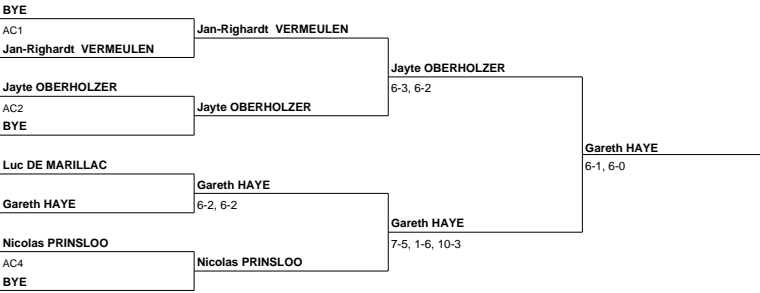 BYE
AC1
Jan-Righardt VERMEULEN
Jan-Righardt VERMEULEN
Jayte OBERHOLZER
AC2
BYE
Jayte OBERHOLZER
Jayte OBERHOLZER
6-3, 6-2
Luc DE MARILLAC
Gareth HAYE
Gareth HAYE
6-2, 6-2
Nicolas PRINSLOO
AC4
BYE
Nicolas PRINSLOO
Gareth HAYE
7-5, 1-6, 10-3
Gareth HAYE
6-1, 6-0